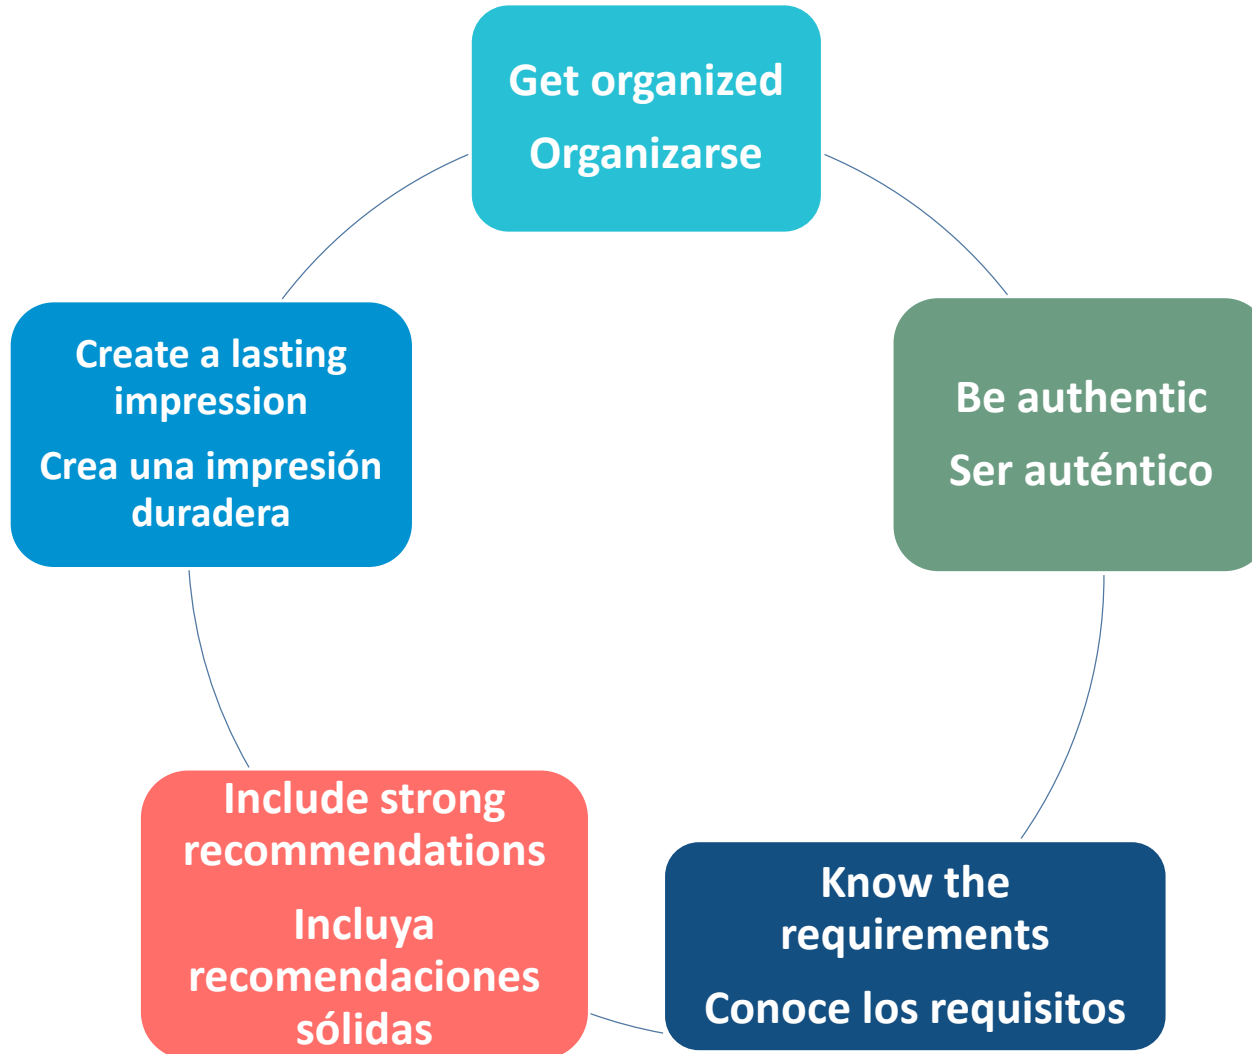 Get organized
Organizarse
Be authentic
Ser auténtico
Know the
requirements
Conoce los requisitos
Include strong
recommendations
Incluya
recomendaciones
sólidas
Create a lasting
impression
Crea una impresión
duradera